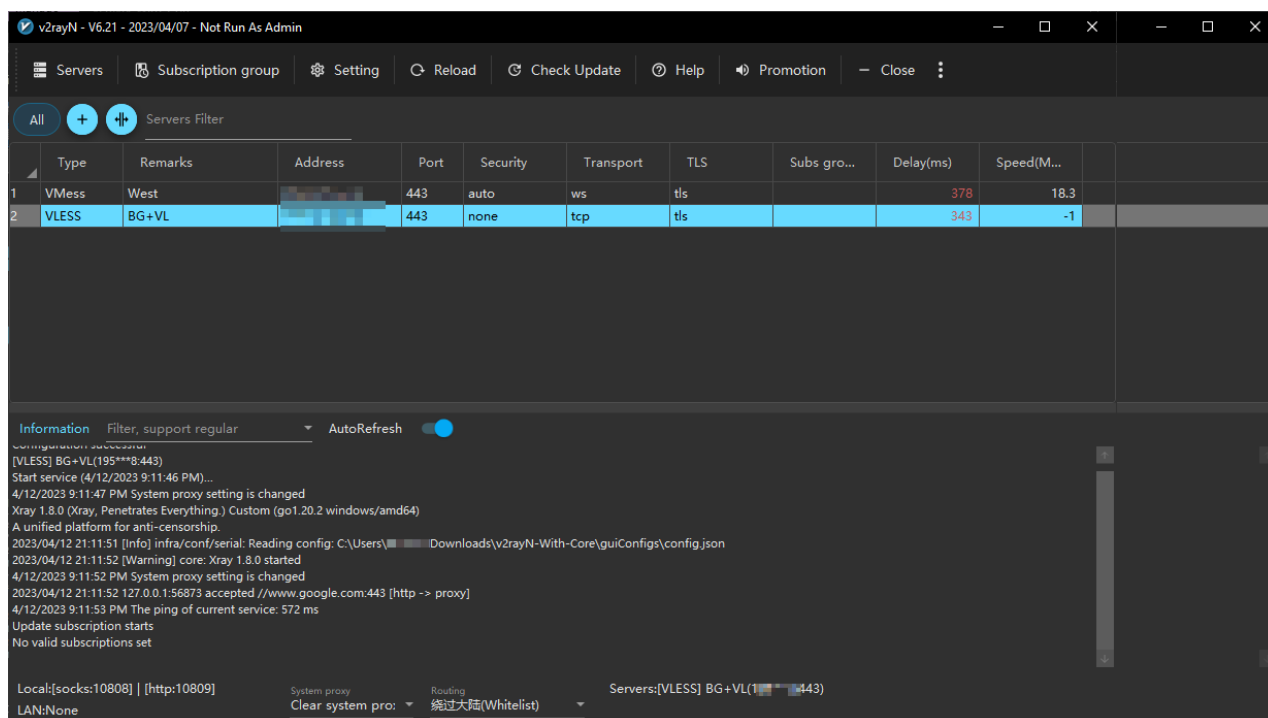 v2rayN - V6.21 - 2023/04/07 - Not Run As Admin
Servers Subscription group Setting Reload Check Update Help Promotion Close
All Servers Filter
Type Remarks Address Port Security Transport TLS Subs gro... Delay(ms) Speed(M...
1 VMess West 443 auto ws tls 378 18.3
2 VLESS BG+VL 443 none tcp tls 343 -1
Information Filter, support regular AutoRefresh
Configuration successful
[VLESS] BG+VL(195***8:443)
Start service (4/12/2023 9:11:46 PM)...
4/12/2023 9:11:47 PM System proxy setting is changed
Xray 1.8.0 (Xray, Penetrates Everything.) Custom (go1.20.2 windows/amd64)
A unified platform for anti-censorship.
2023/04/12 21:11:51 [Info] infra/conf/serial: Reading config: C:\Users\ Downloads\v2rayN-With-Core\guiConfigs\config.json
2023/04/12 21:11:52 [Warning] core: Xray 1.8.0 started
4/12/2023 9:11:52 PM System proxy setting is changed
2023/04/12 21:11:52 127.0.0.1:56873 accepted //www.google.com:443 [http -> proxy]
4/12/2023 9:11:53 PM The ping of current service: 572 ms
Update subscription starts
No valid subscriptions set
Local:[socks:10808] | [http:10809]
LAN:None
System proxy
Clear system pro:
Routing
绕过大陆(Whitelist)
Servers:[VLESS] BG+VL(1 443)